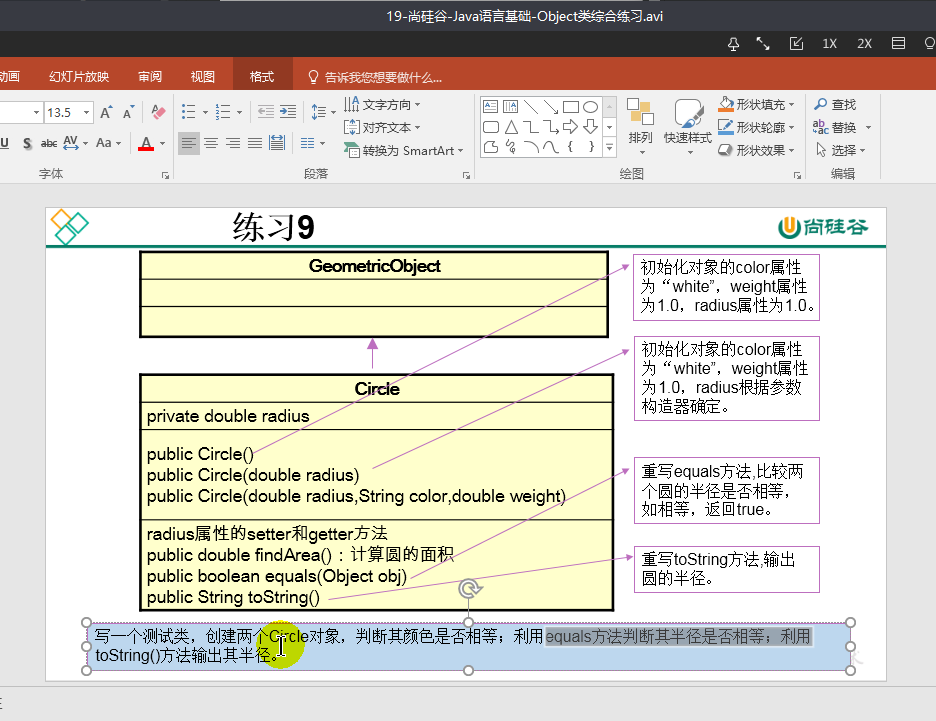 19-尚硅谷-Java语言基础-Object类综合练习.avi
1X 2X
动画 幻灯片放映 审阅 视图 格式 告诉我您想要做什么...
13.5 A A 文字方向 形状填充 查找
U S abc AV Aa A 对齐文本 排列 快速样式 形状轮廓 替换
转换为 SmartArt 形状效果 选择
字体 段落 绘图 编辑
练习9
尚硅谷
GeometricObject
初始化对象的color属性
为“white”，weight属性
为1.0，radius属性为1.0。
初始化对象的color属性
为“white”，weight属性
为1.0，radius根据参数
构造器确定。
Circle
private double radius
public Circle()
public Circle(double radius)
public Circle(double radius,String color,double weight)
重写equals方法,比较两
个圆的半径是否相等，
如相等，返回true。
radius属性的setter和getter方法
public double findArea()：计算圆的面积
public boolean equals(Object obj)
public String toString()
重写toString方法,输出
圆的半径。
写一个测试类，创建两个Circle对象，判断其颜色是否相等；利用equals方法判断其半径是否相等；利用
toString()方法输出其半径。